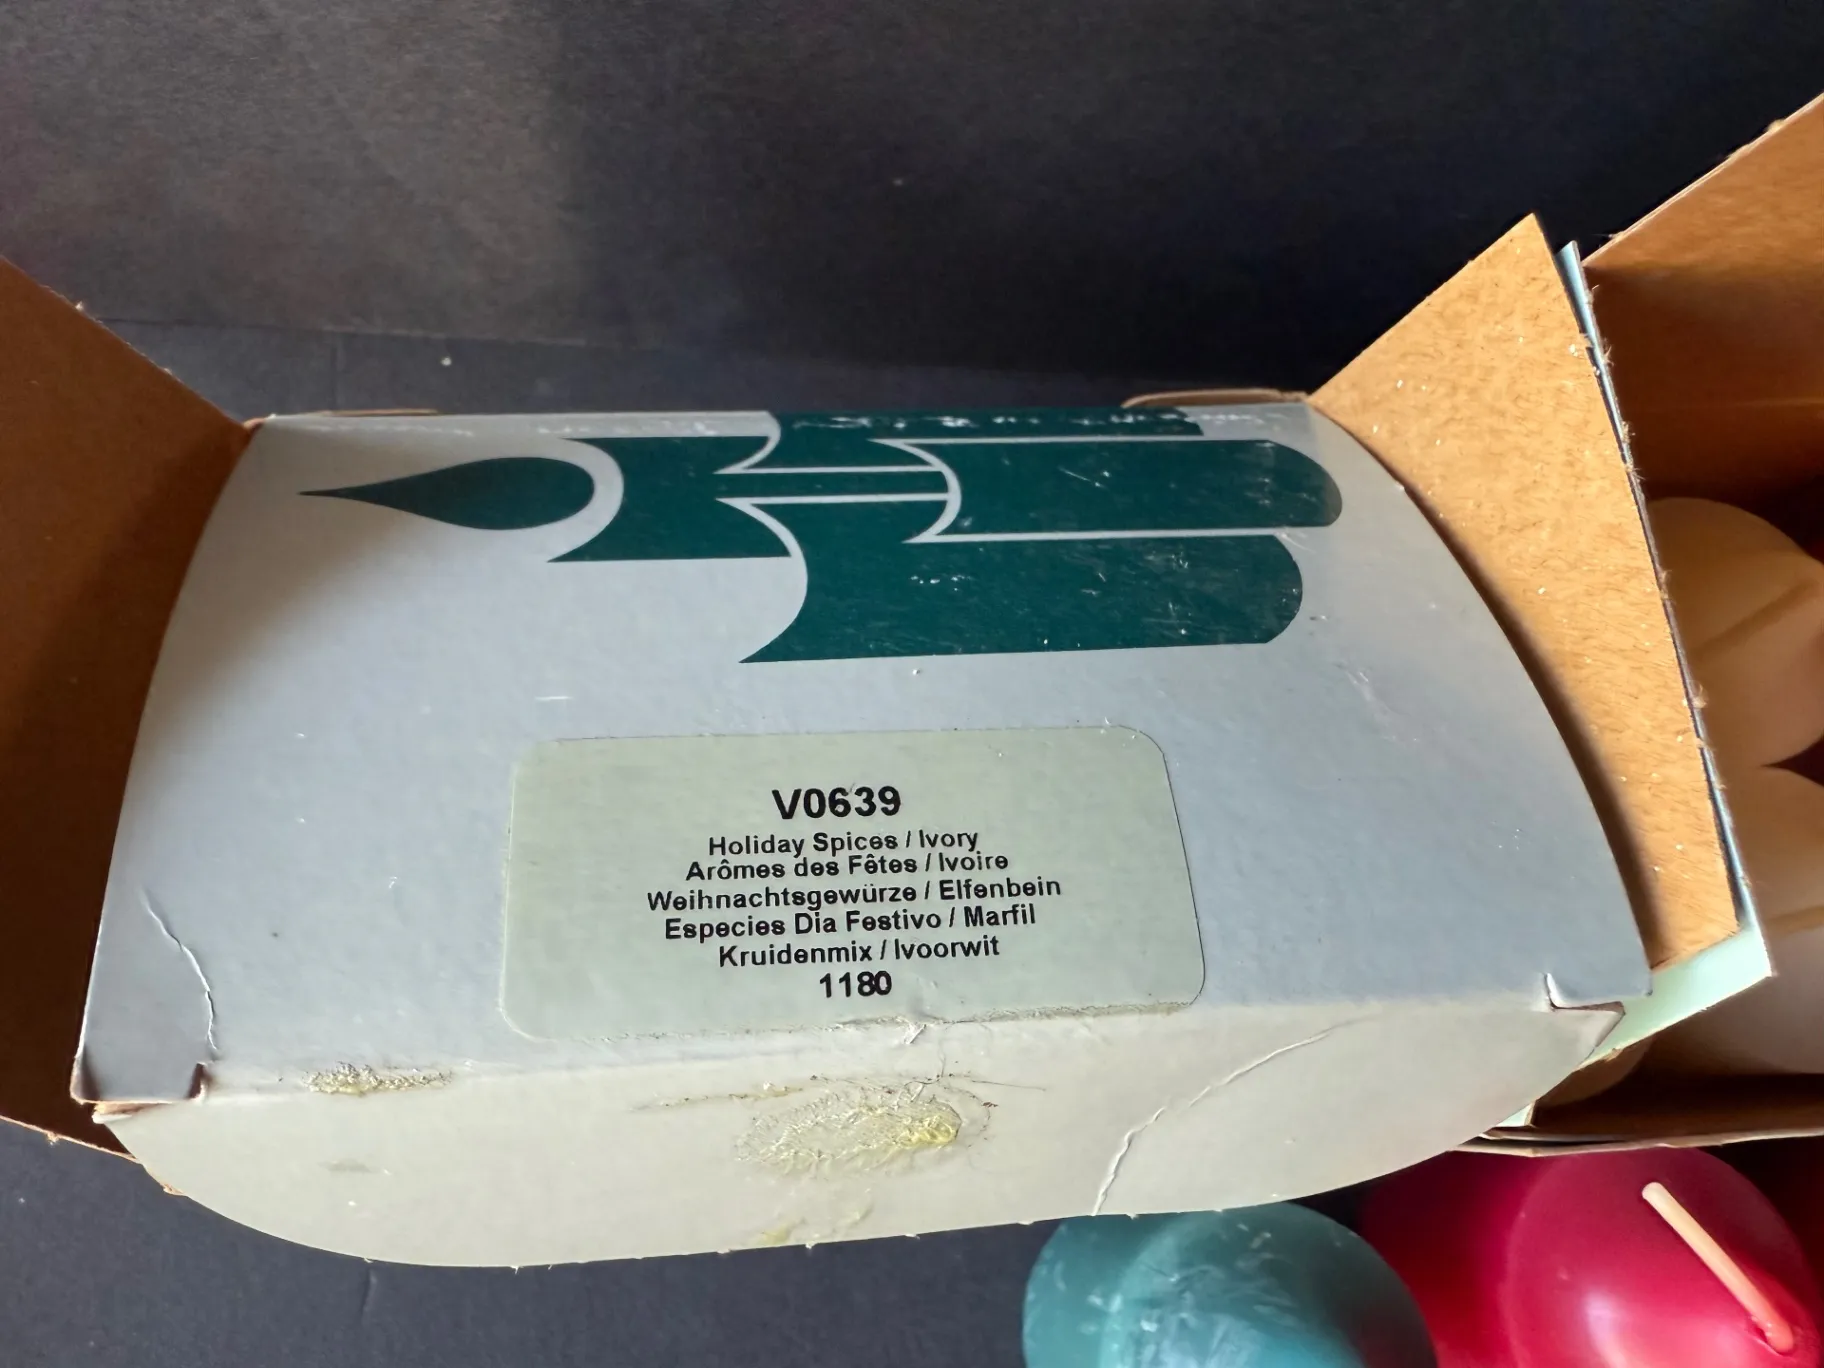 V0639
Holiday Spices / Ivory
Arômes des Fêtes / Ivoire
Weihnachtsgewürze / Elfenbein
Especies Dia Festivo / Marfil
Kruidenmix / Ivoorwit
1180